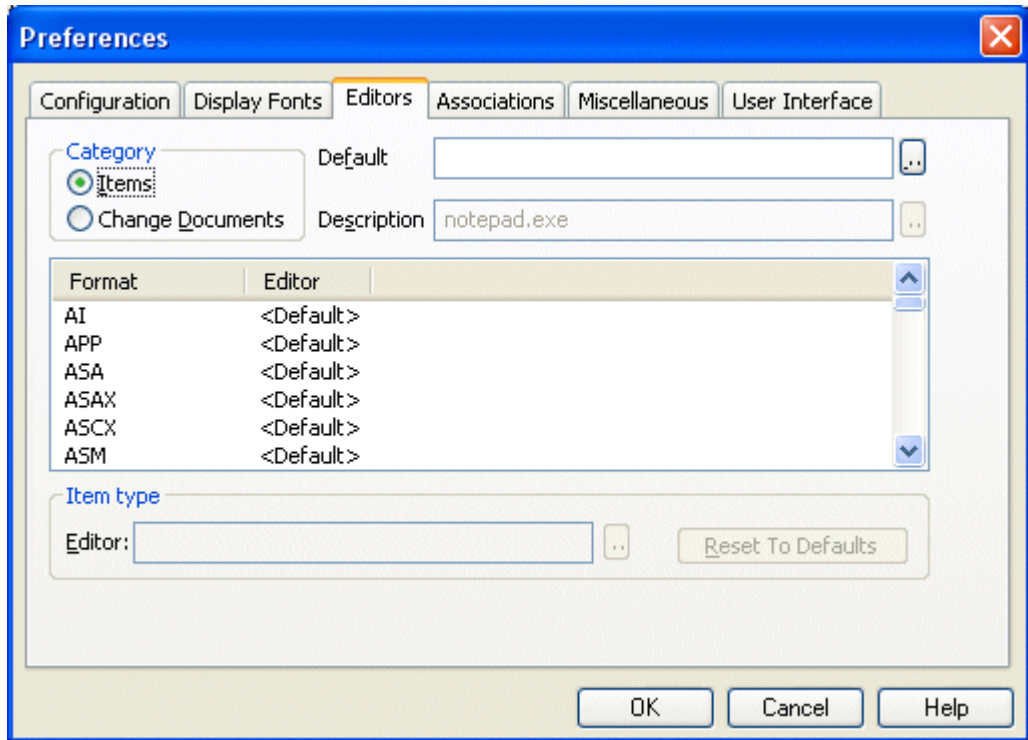 Preferences
Configuration Display Fonts Editors Associations Miscellaneous User Interface
Category
Items
Change Documents
Default
..
Description notepad.exe ..
Format Editor
AI <Default>
APP <Default>
ASA <Default>
ASAX <Default>
ASCX <Default>
ASM <Default>
Item type
Editor: .. Reset To Defaults
OK Cancel Help